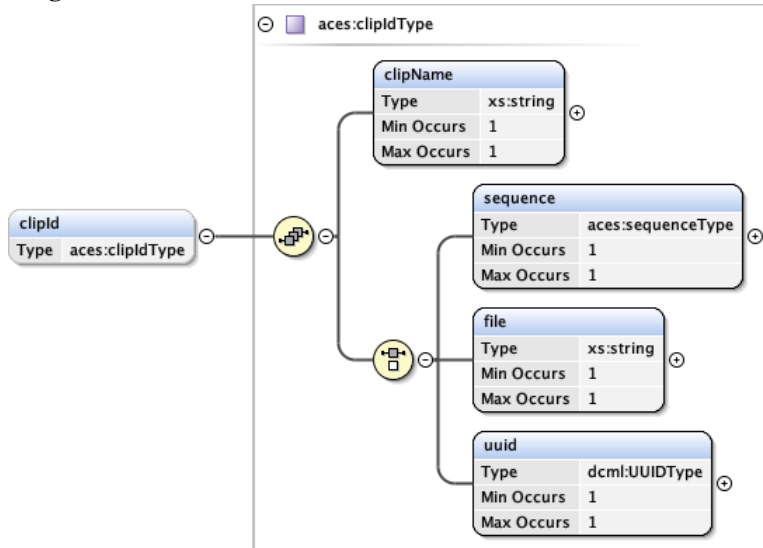 aces:clipIdType
clipName
Type xs:string
Min Occurs 1
Max Occurs 1
clipId
Type aces:clipIdType
sequence
Type aces:sequenceType
Min Occurs 1
Max Occurs 1
file
Type xs:string
Min Occurs 1
Max Occurs 1
uuid
Type dcml:UUIDType
Min Occurs 1
Max Occurs 1